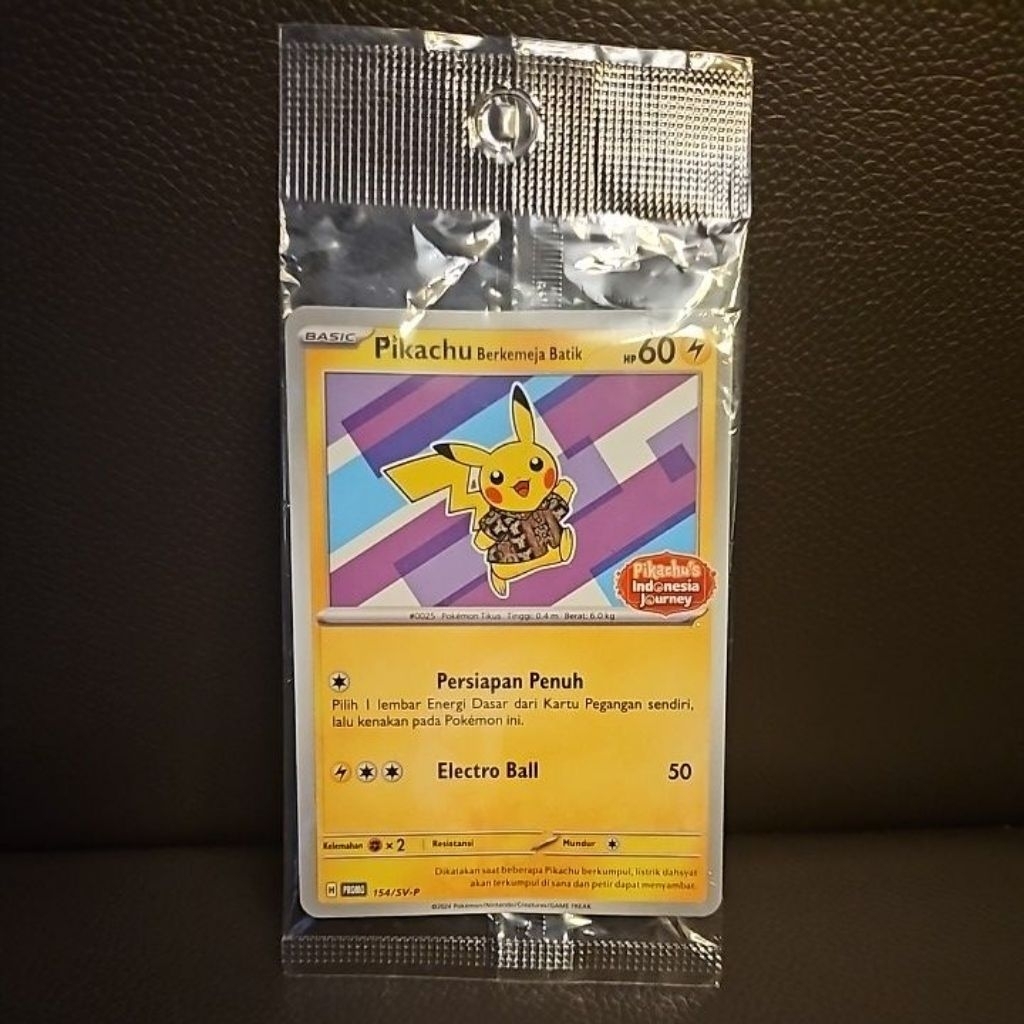 BASIC
Pikachu Berkemeja Batik HP 60
Pikachu's
Indonesia
Journey
#0025 Pokémon Tikus Tinggi: 0.4 m Berat: 6.0 kg
Persiapan Penuh
Pilih 1 lembar Energi Dasar dari Kartu Pegangan sendiri,
lalu kenakan pada Pokémon ini.
Electro Ball 50
Kelemahan × 2 Resistansi Mundur
Dikatakan saat beberapa Pikachu berkumpul, listrik dahsyat
akan terkumpul di sana dan petir dapat menyambar.
H PROMO 154/SV-P
©2024 Pokémon/Nintendo/Creatures/GAME FREAK